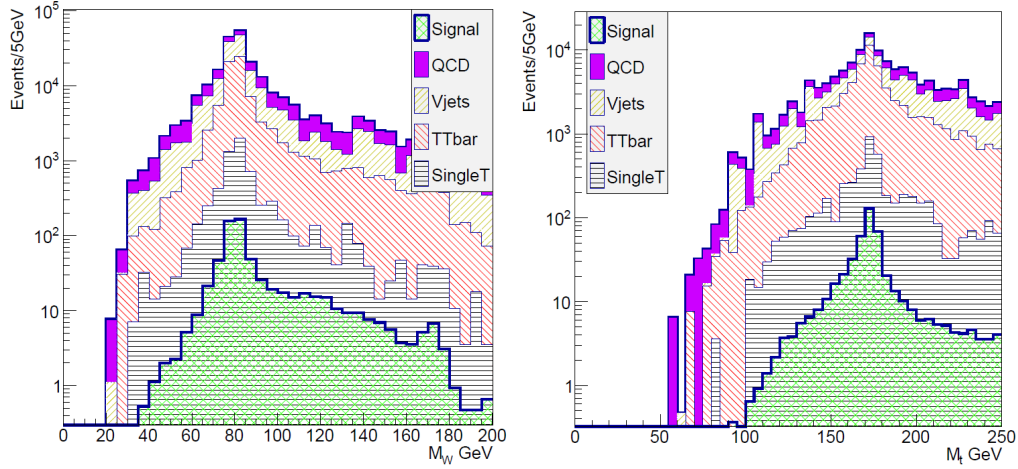 Events/5GeV
10^5
10^4
10^3
10^2
10
1
Signal
QCD
Vjets
TTbar
SingleT
0 20 40 60 80 100 120 140 160 180 200
M_W GeV
Events/5GeV
10^4
10^3
10^2
10
1
Signal
QCD
Vjets
TTbar
SingleT
0 50 100 150 200 250
M_t GeV